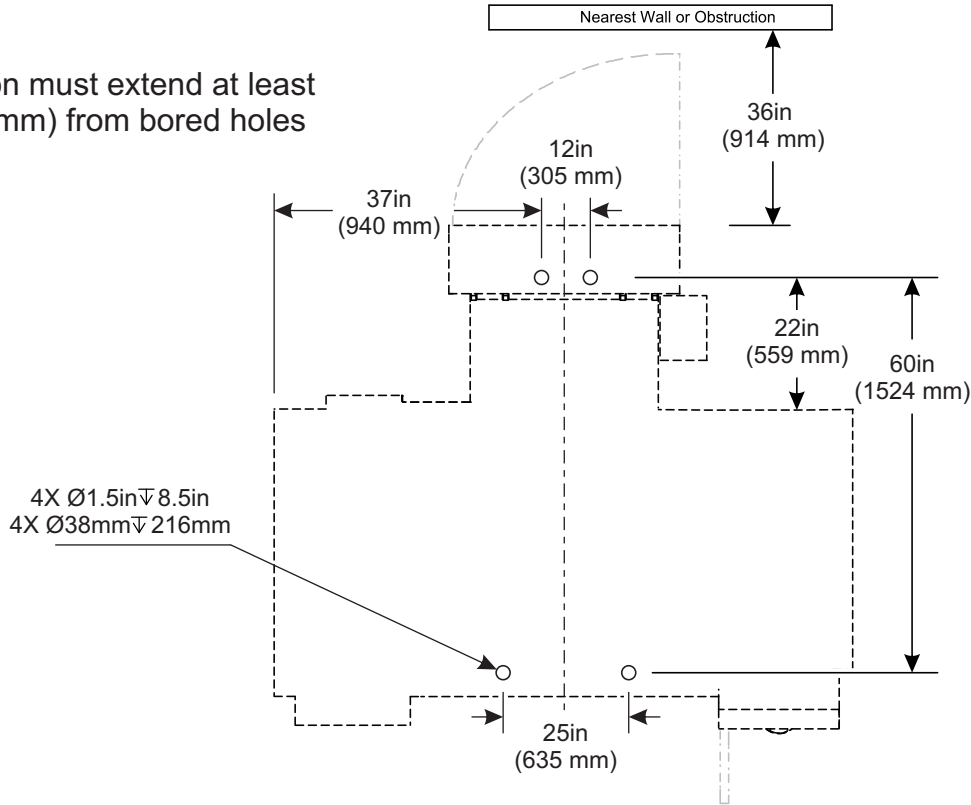 Nearest Wall or Obstruction
on must extend at least
mm) from bored holes
36in
(914 mm)
12in
(305 mm)
37in
(940 mm)
22in
(559 mm)
60in
(1524 mm)
4X Ø1.5in↧8.5in
4X Ø38mm↧216mm
25in
(635 mm)